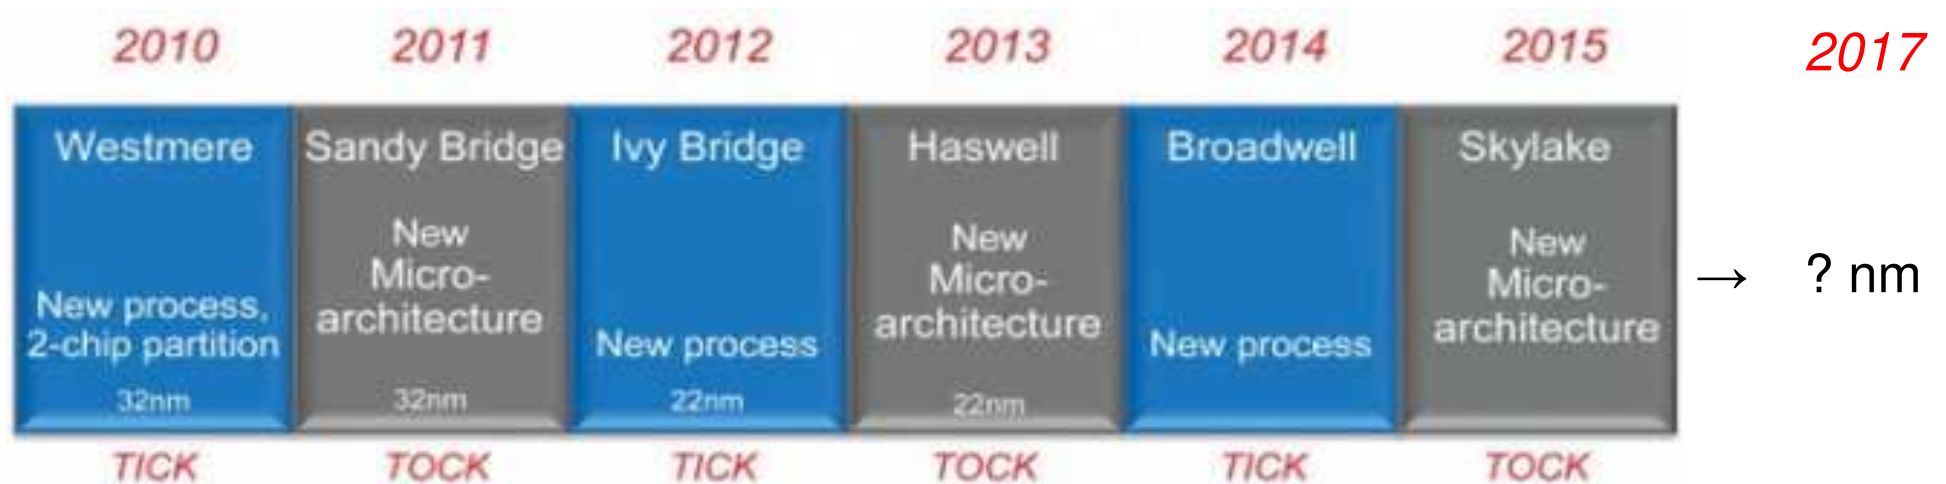 2010 2011 2012 2013 2014 2015 2017
Westmere
New process,
2-chip partition
32nm
Sandy Bridge
New
Micro-
architecture
32nm
Ivy Bridge
New process
22nm
Haswell
New
Micro-
architecture
22nm
Broadwell
New process
Skylake
New
Micro-
architecture
→ ? nm
TICK TOCK TICK TOCK TICK TOCK